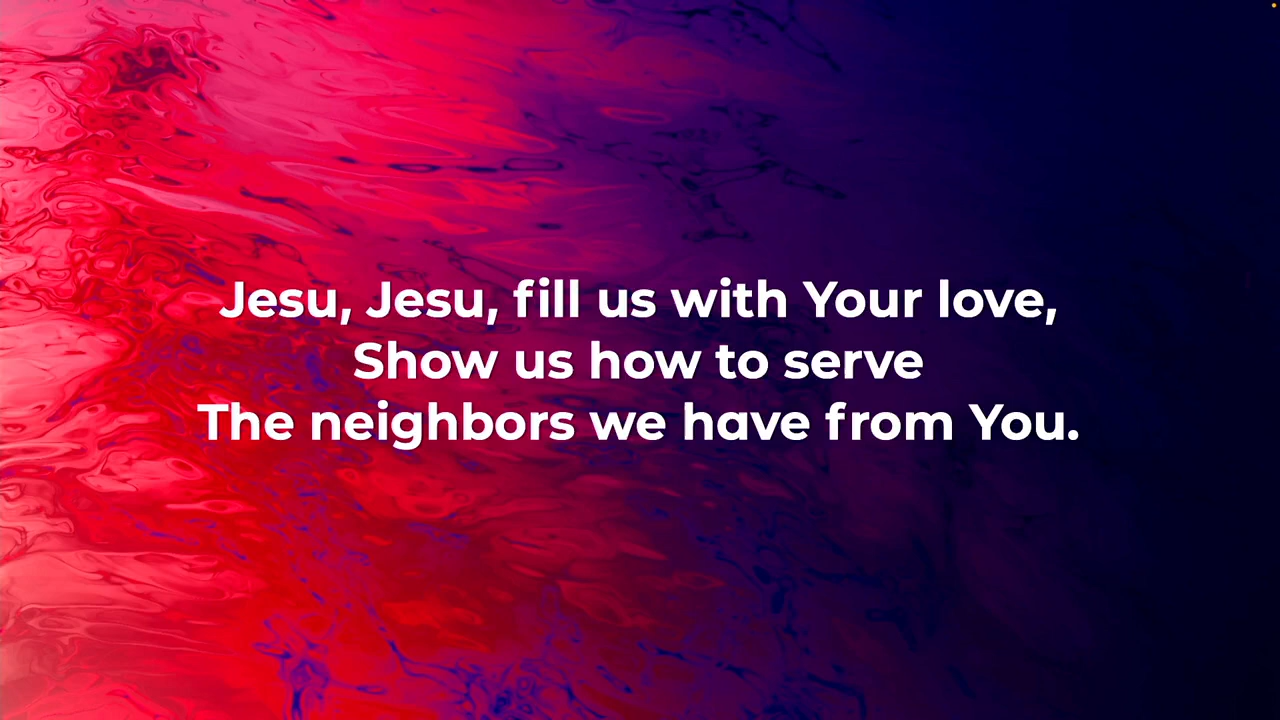 Jesu, Jesu, fill us with Your love,
Show us how to serve
The neighbors we have from You.